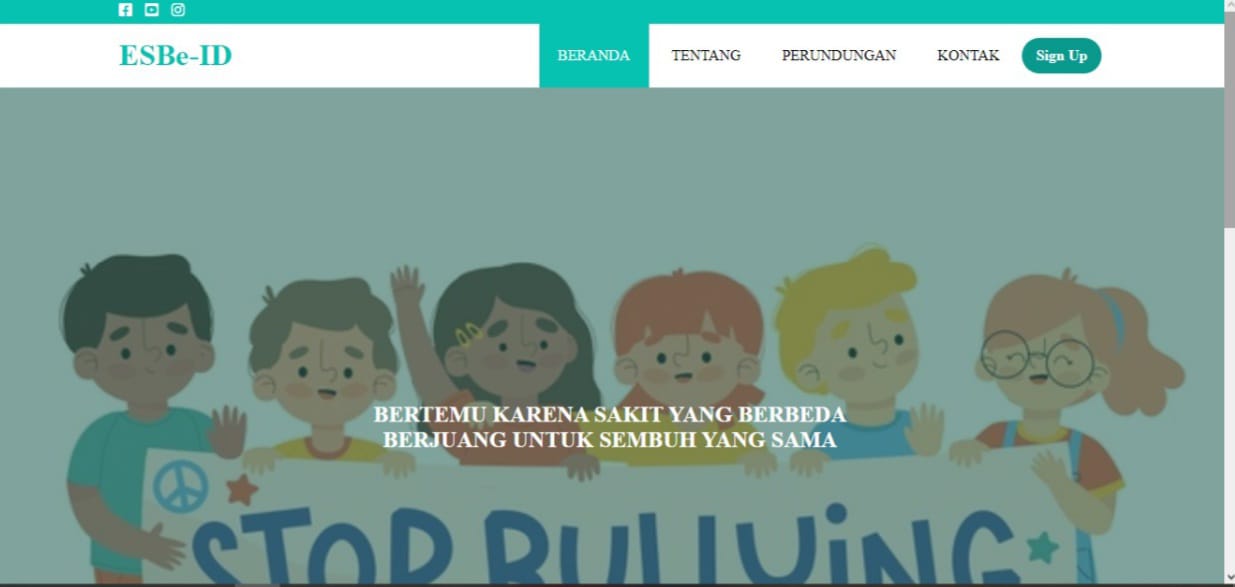 ESBe-ID
BERANDA TENTANG PERUNDUNGAN KONTAK Sign Up
BERTEMU KARENA SAKIT YANG BERBEDA
BERJUANG UNTUK SEMBUH YANG SAMA
STOP BULLYiNG